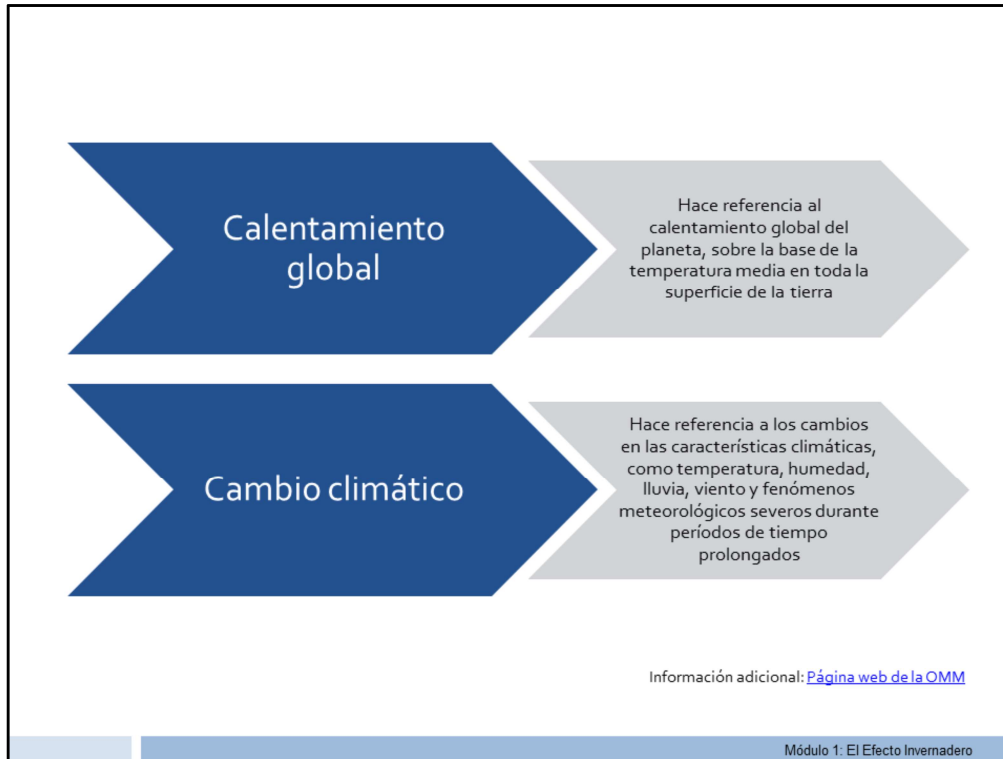 Calentamiento
global
Hace referencia al
calentamiento global del
planeta, sobre la base de la
temperatura media en toda la
superficie de la tierra
Cambio climático
Hace referencia a los cambios
en las características climáticas,
como temperatura, humedad,
lluvia, viento y fenómenos
meteorológicos severos durante
períodos de tiempo
prolongados
Información adicional: Página web de la OMM
Módulo 1: El Efecto Invernadero